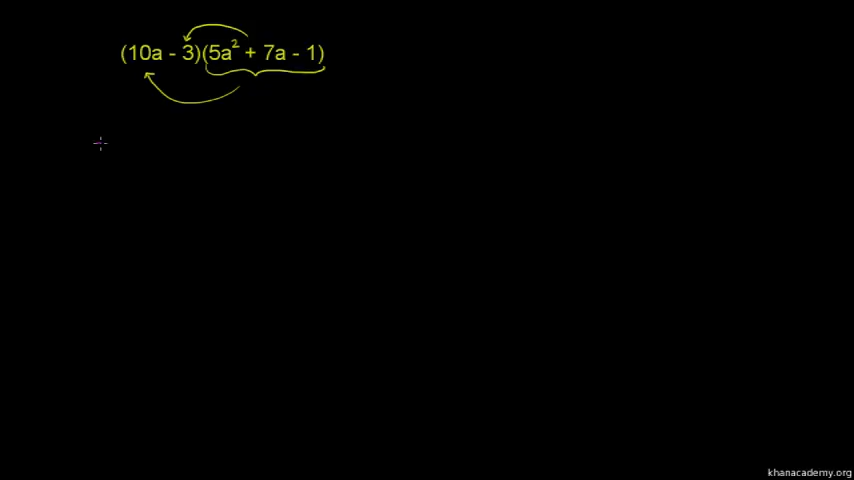 (10a - 3)(5a² + 7a - 1)
khanacademy.org